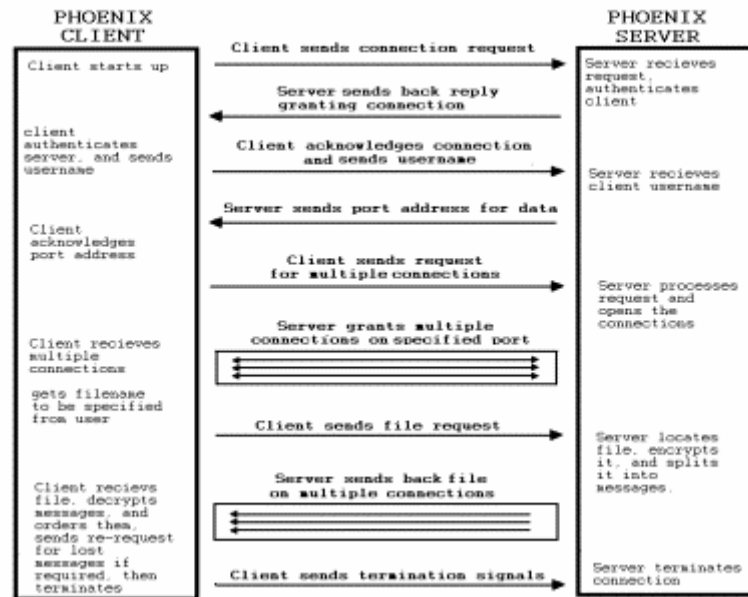 PHOENIX
CLIENT
PHOENIX
SERVER
Client sends connection request
Client starts up
Server recieves
request,
authenticates
client
Server sends back reply
granting connection
client
authenticates
server, and sends
username
Client acknowledges connection
and sends username
Server recieves
client username
Server sends port address for data
Client
acknowledges
port address
Client sends request
for multiple connections
Server processes
request and
opens the
connections
Server grants multiple
connections on specified port
Client recieves
multiple
connections
gets filename
to be specified
from user
Client sends file request
Server locates
file, encrypts
it, and splits
it into
messages.
Server sends back file
on multiple connections
Client recievs
file, decrypts
messages, and
orders them,
sends re-request
for lost
messages if
required, then
terminates
Client sends termination signals
Server terminates
connection